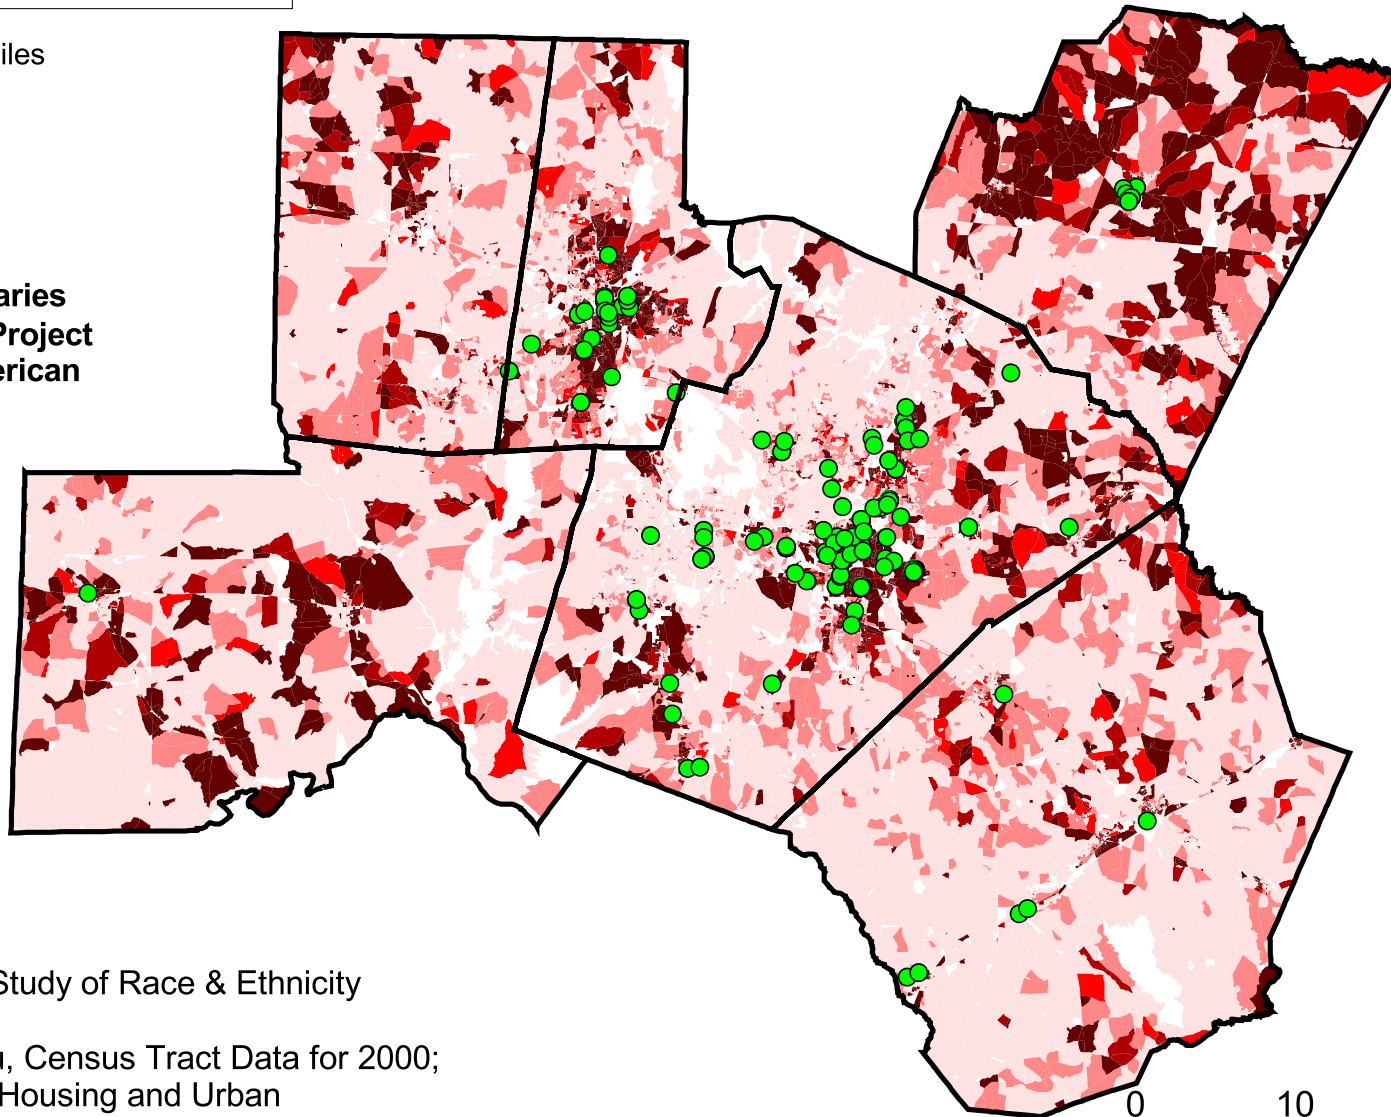 iles
aries
Project
erican
Study of Race & Ethnicity
u, Census Tract Data for 2000;
Housing and Urban
0 10